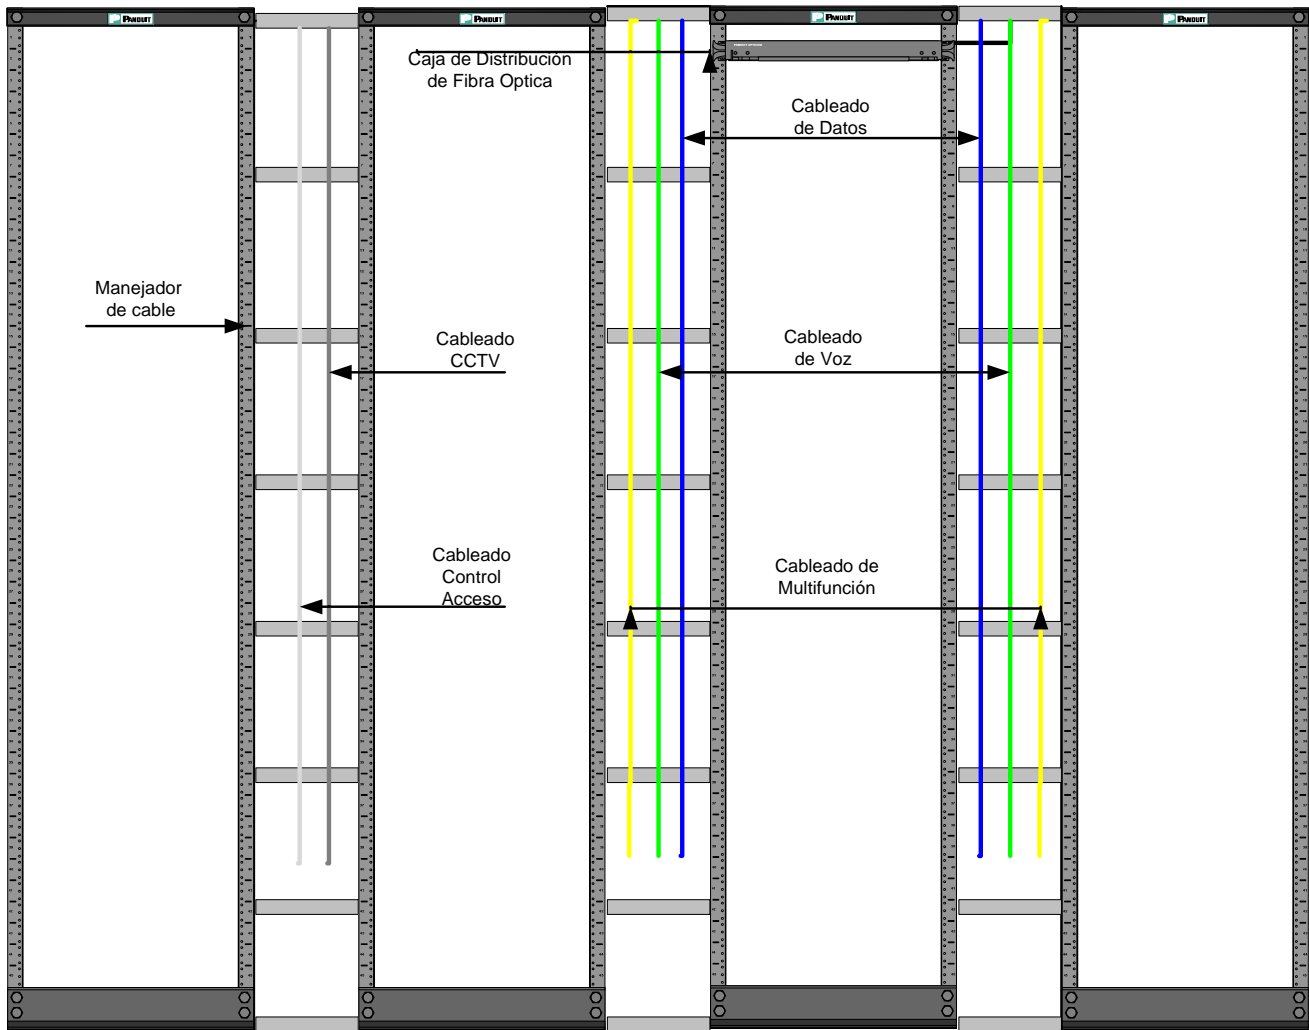 PANDUIT
PANDUIT
PANDUIT
PANDUIT
Caja de Distribución
de Fibra Optica
Cableado
de Datos
Manejador
de cable
Cableado
CCTV
Cableado
de Voz
Cableado
Control
Acceso
Cableado de
Multifunción